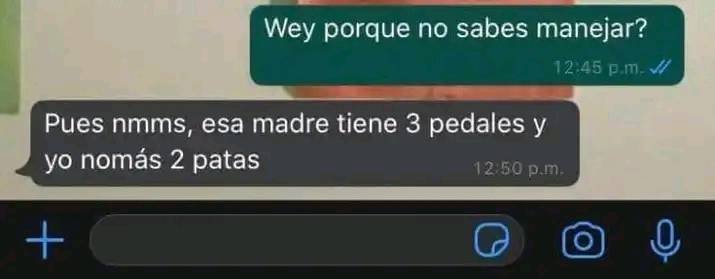 Wey porque no sabes manejar?
12:45 p.m.
Pues nmms, esa madre tiene 3 pedales y
yo nomás 2 patas
12:50 p.m.